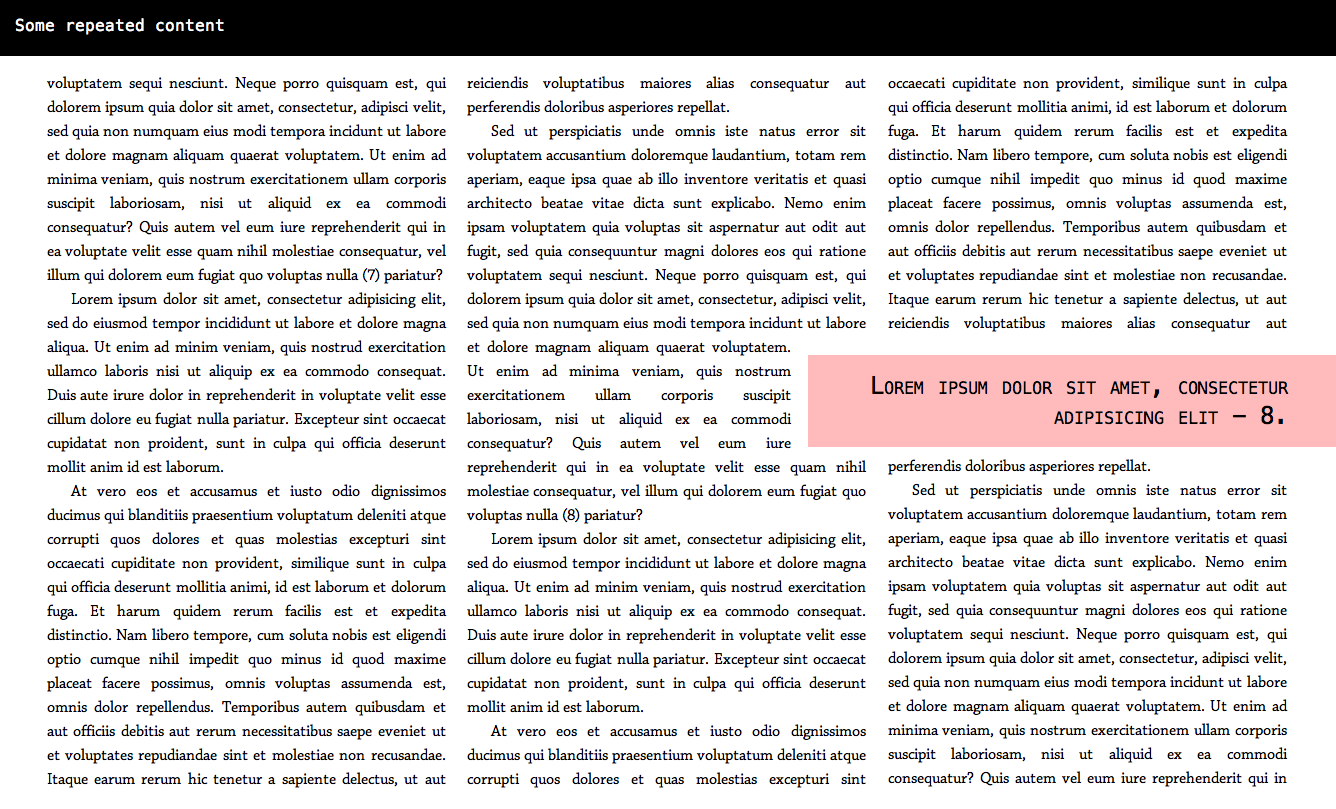 Some repeated content
voluptatem sequi nesciunt. Neque porro quisquam est, qui
dolorem ipsum quia dolor sit amet, consectetur, adipisci velit,
sed quia non numquam eius modi tempora incidunt ut labore
et dolore magnam aliquam quaerat voluptatem. Ut enim ad
minima veniam, quis nostrum exercitationem ullam corporis
suscipit laboriosam, nisi ut aliquid ex ea commodi
consequatur? Quis autem vel eum iure reprehenderit qui in
ea voluptate velit esse quam nihil molestiae consequatur, vel
illum qui dolorem eum fugiat quo voluptas nulla (7) pariatur?
Lorem ipsum dolor sit amet, consectetur adipisicing elit,
sed do eiusmod tempor incididunt ut labore et dolore magna
aliqua. Ut enim ad minim veniam, quis nostrud exercitation
ullamco laboris nisi ut aliquip ex ea commodo consequat.
Duis aute irure dolor in reprehenderit in voluptate velit esse
cillum dolore eu fugiat nulla pariatur. Excepteur sint occaecat
cupidatat non proident, sunt in culpa qui officia deserunt
mollit anim id est laborum.
At vero eos et accusamus et iusto odio dignissimos
ducimus qui blanditiis praesentium voluptatum deleniti atque
corrupti quos dolores et quas molestias excepturi sint
occaecati cupiditate non provident, similique sunt in culpa
qui officia deserunt mollitia animi, id est laborum et dolorum
fuga. Et harum quidem rerum facilis est et expedita
distinctio. Nam libero tempore, cum soluta nobis est eligendi
optio cumque nihil impedit quo minus id quod maxime
placeat facere possimus, omnis voluptas assumenda est,
omnis dolor repellendus. Temporibus autem quibusdam et
aut officiis debitis aut rerum necessitatibus saepe eveniet ut
et voluptates repudiandae sint et molestiae non recusandae.
Itaque earum rerum hic tenetur a sapiente delectus, ut aut
reiciendis voluptatibus maiores alias consequatur aut
perferendis doloribus asperiores repellat.
Sed ut perspiciatis unde omnis iste natus error sit
voluptatem accusantium doloremque laudantium, totam rem
aperiam, eaque ipsa quae ab illo inventore veritatis et quasi
architecto beatae vitae dicta sunt explicabo. Nemo enim
ipsam voluptatem quia voluptas sit aspernatur aut odit aut
fugit, sed quia consequuntur magni dolores eos qui ratione
voluptatem sequi nesciunt. Neque porro quisquam est, qui
dolorem ipsum quia dolor sit amet, consectetur, adipisci velit,
sed quia non numquam eius modi tempora incidunt ut labore
et dolore magnam aliquam quaerat voluptatem.
Ut enim ad minima veniam, quis nostrum
exercitationem ullam corporis suscipit
laboriosam, nisi ut aliquid ex ea commodi
consequatur? Quis autem vel eum iure
reprehenderit qui in ea voluptate velit esse quam nihil
molestiae consequatur, vel illum qui dolorem eum fugiat quo
voluptas nulla (8) pariatur?
Lorem ipsum dolor sit amet, consectetur adipisicing elit,
sed do eiusmod tempor incididunt ut labore et dolore magna
aliqua. Ut enim ad minim veniam, quis nostrud exercitation
ullamco laboris nisi ut aliquip ex ea commodo consequat.
Duis aute irure dolor in reprehenderit in voluptate velit esse
cillum dolore eu fugiat nulla pariatur. Excepteur sint occaecat
cupidatat non proident, sunt in culpa qui officia deserunt
mollit anim id est laborum.
At vero eos et accusamus et iusto odio dignissimos
ducimus qui blanditiis praesentium voluptatum deleniti atque
corrupti quos dolores et quas molestias excepturi sint
occaecati cupiditate non provident, similique sunt in culpa
qui officia deserunt mollitia animi, id est laborum et dolorum
fuga. Et harum quidem rerum facilis est et expedita
distinctio. Nam libero tempore, cum soluta nobis est eligendi
optio cumque nihil impedit quo minus id quod maxime
placeat facere possimus, omnis voluptas assumenda est,
omnis dolor repellendus. Temporibus autem quibusdam et
aut officiis debitis aut rerum necessitatibus saepe eveniet ut
et voluptates repudiandae sint et molestiae non recusandae.
Itaque earum rerum hic tenetur a sapiente delectus, ut aut
reiciendis voluptatibus maiores alias consequatur aut
Lorem ipsum dolor sit amet, consectetur
adipisicing elit – 8.
perferendis doloribus asperiores repellat.
Sed ut perspiciatis unde omnis iste natus error sit
voluptatem accusantium doloremque laudantium, totam rem
aperiam, eaque ipsa quae ab illo inventore veritatis et quasi
architecto beatae vitae dicta sunt explicabo. Nemo enim
ipsam voluptatem quia voluptas sit aspernatur aut odit aut
fugit, sed quia consequuntur magni dolores eos qui ratione
voluptatem sequi nesciunt. Neque porro quisquam est, qui
dolorem ipsum quia dolor sit amet, consectetur, adipisci velit,
sed quia non numquam eius modi tempora incidunt ut labore
et dolore magnam aliquam quaerat voluptatem. Ut enim ad
minima veniam, quis nostrum exercitationem ullam corporis
suscipit laboriosam, nisi ut aliquid ex ea commodi
consequatur? Quis autem vel eum iure reprehenderit qui in